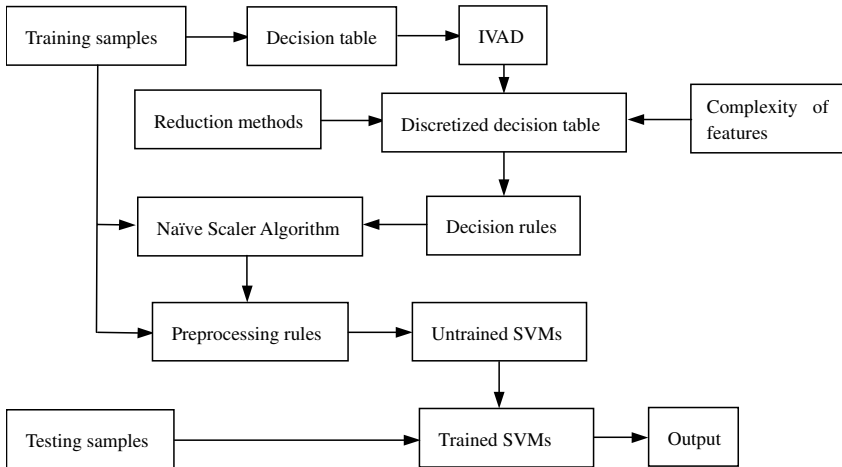 Training samples
Decision table
IVAD
Reduction methods
Discretized decision table
Complexity of
features
Naïve Scaler Algorithm
Decision rules
Preprocessing rules
Untrained SVMs
Testing samples
Trained SVMs
Output